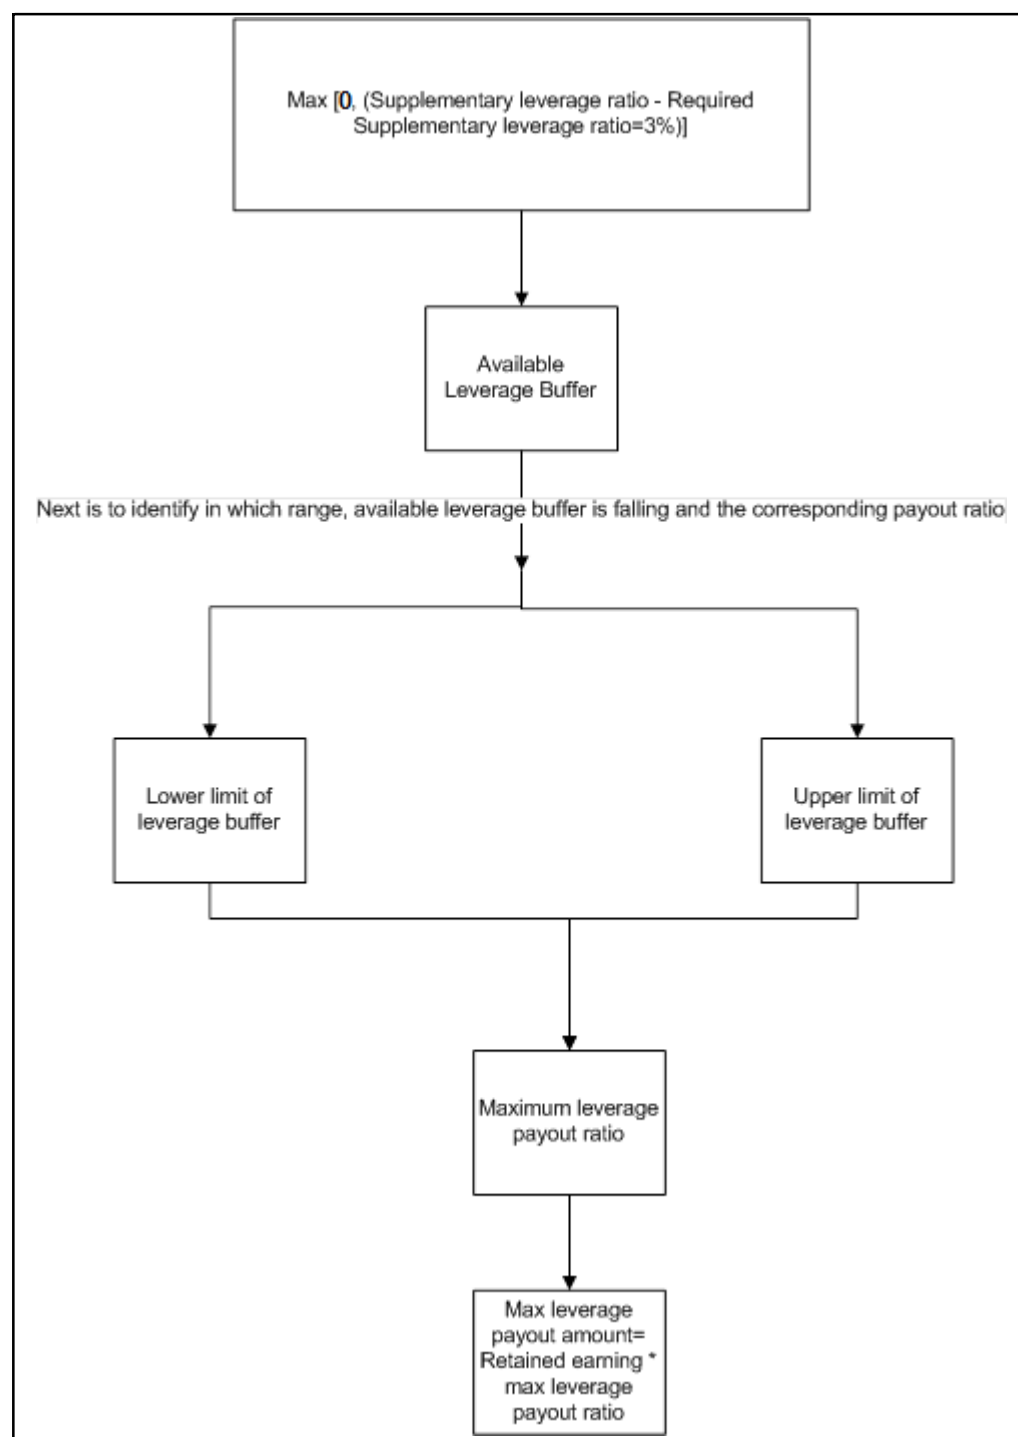 Max [0, (Supplementary leverage ratio - Required
Supplementary leverage ratio=3%)]
Available
Leverage Buffer
Next is to identify in which range, available leverage buffer is falling and the corresponding payout ratio
Lower limit of
leverage buffer
Upper limit of
leverage buffer
Maximum leverage
payout ratio
Max leverage
payout amount=
Retained earning *
max leverage
payout ratio